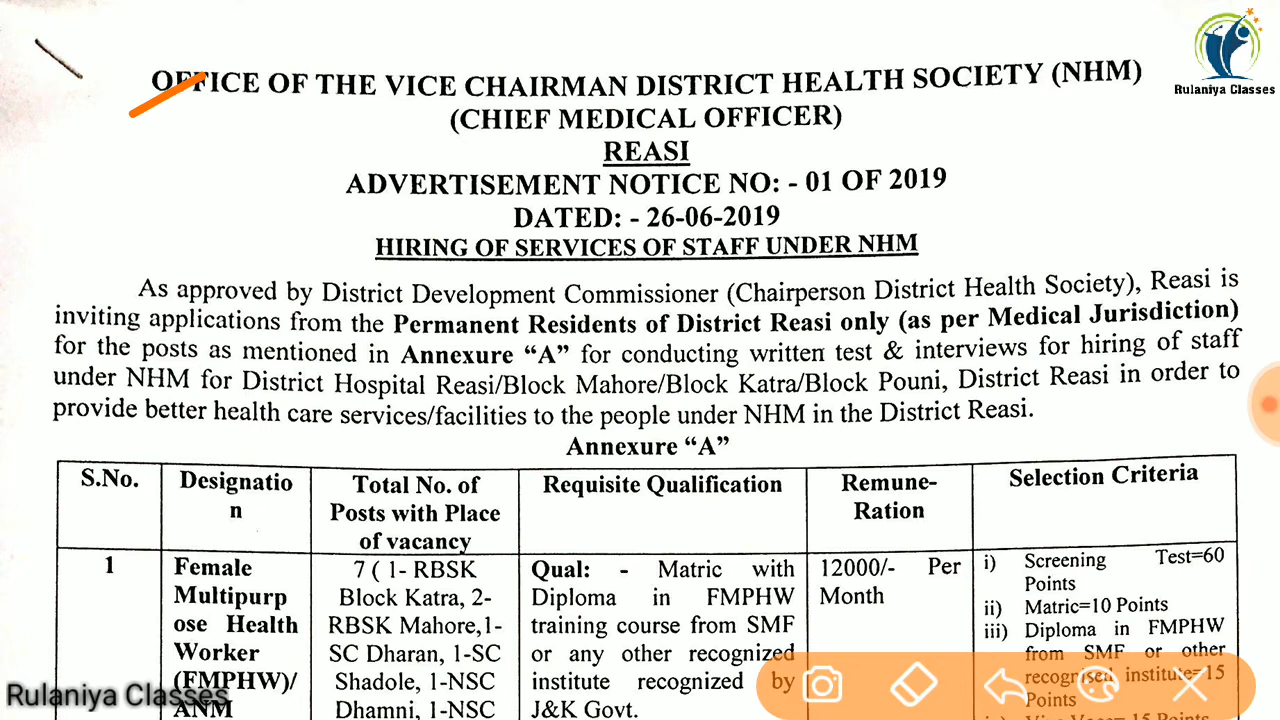 Rulaniya Classes
OFFICE OF THE VICE CHAIRMAN DISTRICT HEALTH SOCIETY (NHM)
(CHIEF MEDICAL OFFICER)
REASI
ADVERTISEMENT NOTICE NO: - 01 OF 2019
DATED: - 26-06-2019
HIRING OF SERVICES OF STAFF UNDER NHM
As approved by District Development Commissioner (Chairperson District Health Society), Reasi is
inviting applications from the Permanent Residents of District Reasi only (as per Medical Jurisdiction)
for the posts as mentioned in Annexure “A” for conducting written test & interviews for hiring of staff
under NHM for District Hospital Reasi/Block Mahore/Block Katra/Block Pouni, District Reasi in order to
provide better health care services/facilities to the people under NHM in the District Reasi.
Annexure “A”
S.No.
Designatio
n
Total No. of
Posts with Place
of vacancy
Requisite Qualification
Remune-
Ration
Selection Criteria
1
Female
Multipurp
ose Health
Worker
(FMPHW)/
ANM
7 ( 1- RBSK
Block Katra, 2-
RBSK Mahore,1-
SC Dharan, 1-SC
Shadole, 1-NSC
Dhamni, 1-NSC
Qual: - Matric with
Diploma in FMPHW
training course from SMF
or any other recognized
institute recognized by
J&K Govt.
12000/- Per
Month
i) Screening Test=60
Points
ii) Matric=10 Points
iii) Diploma in FMPHW
from SMF or other
recognised institute=15
Points
Rulaniya Classes